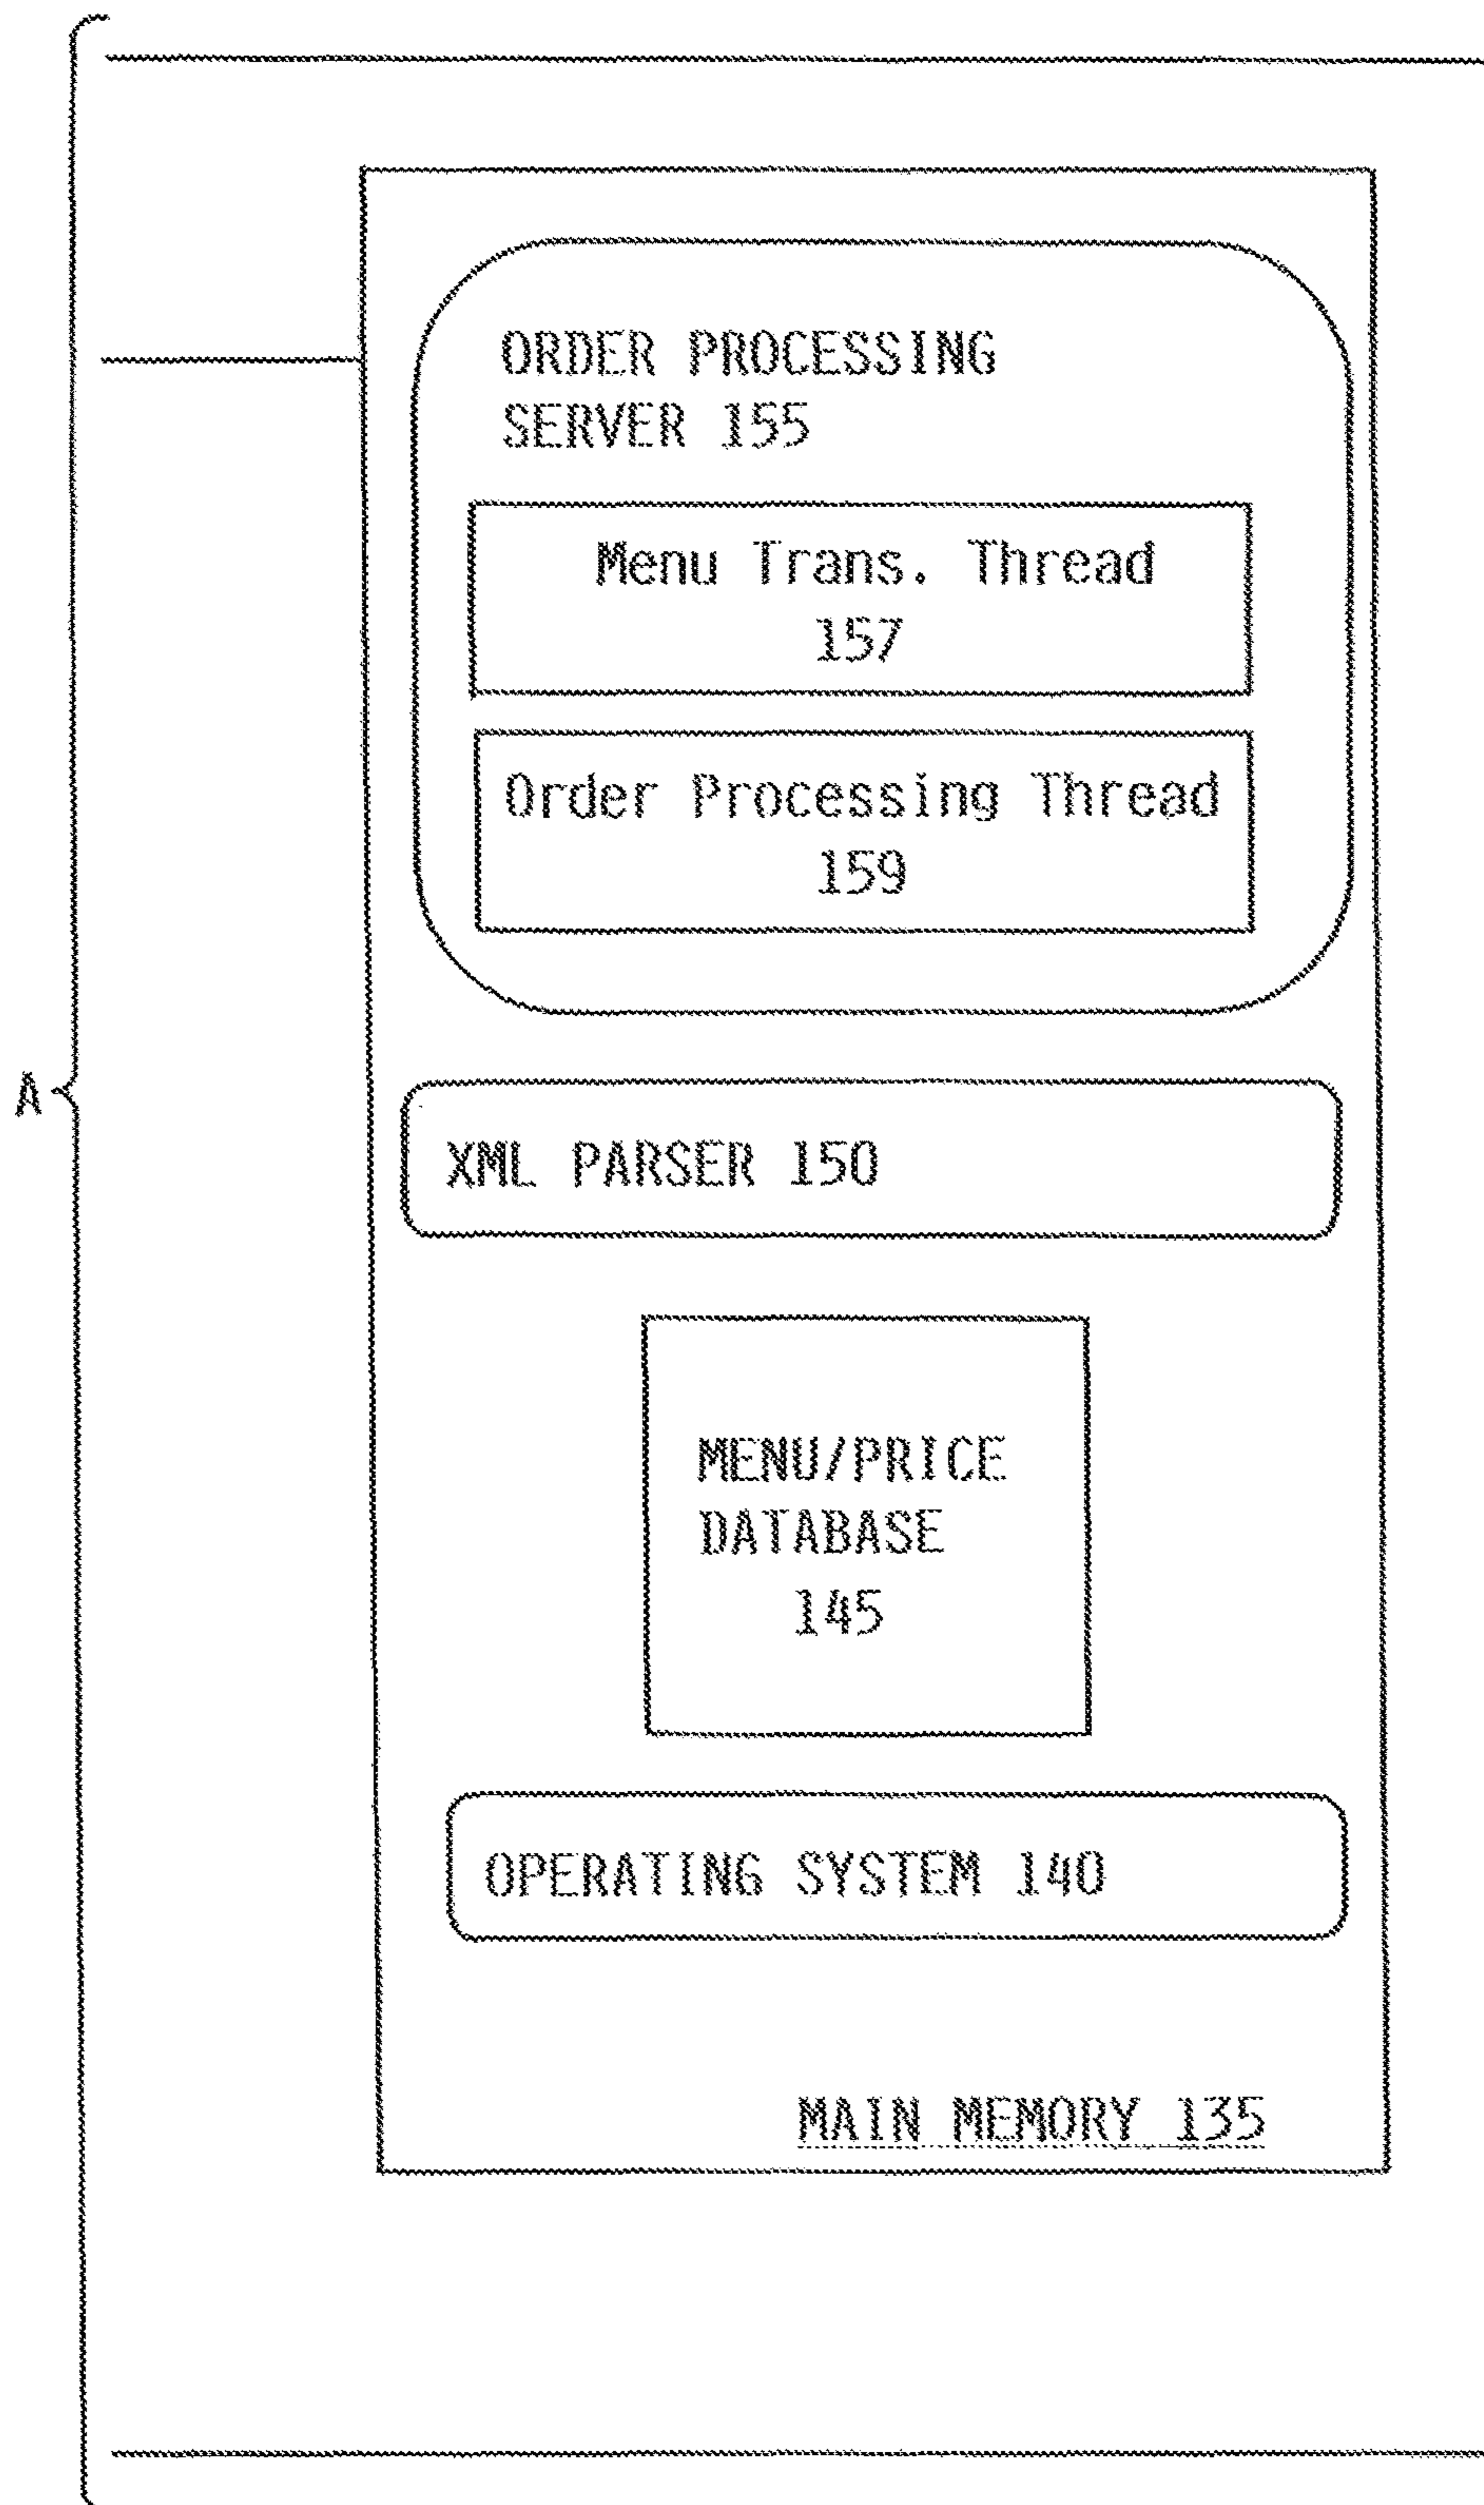 ORDER PROCESSING
SERVER 155
Menu Trans. Thread
157
Order Processing Thread
159
A
XML PARSER 150
MENU/PRICE
DATABASE
145
OPERATING SYSTEM 140
MAIN MEMORY 135